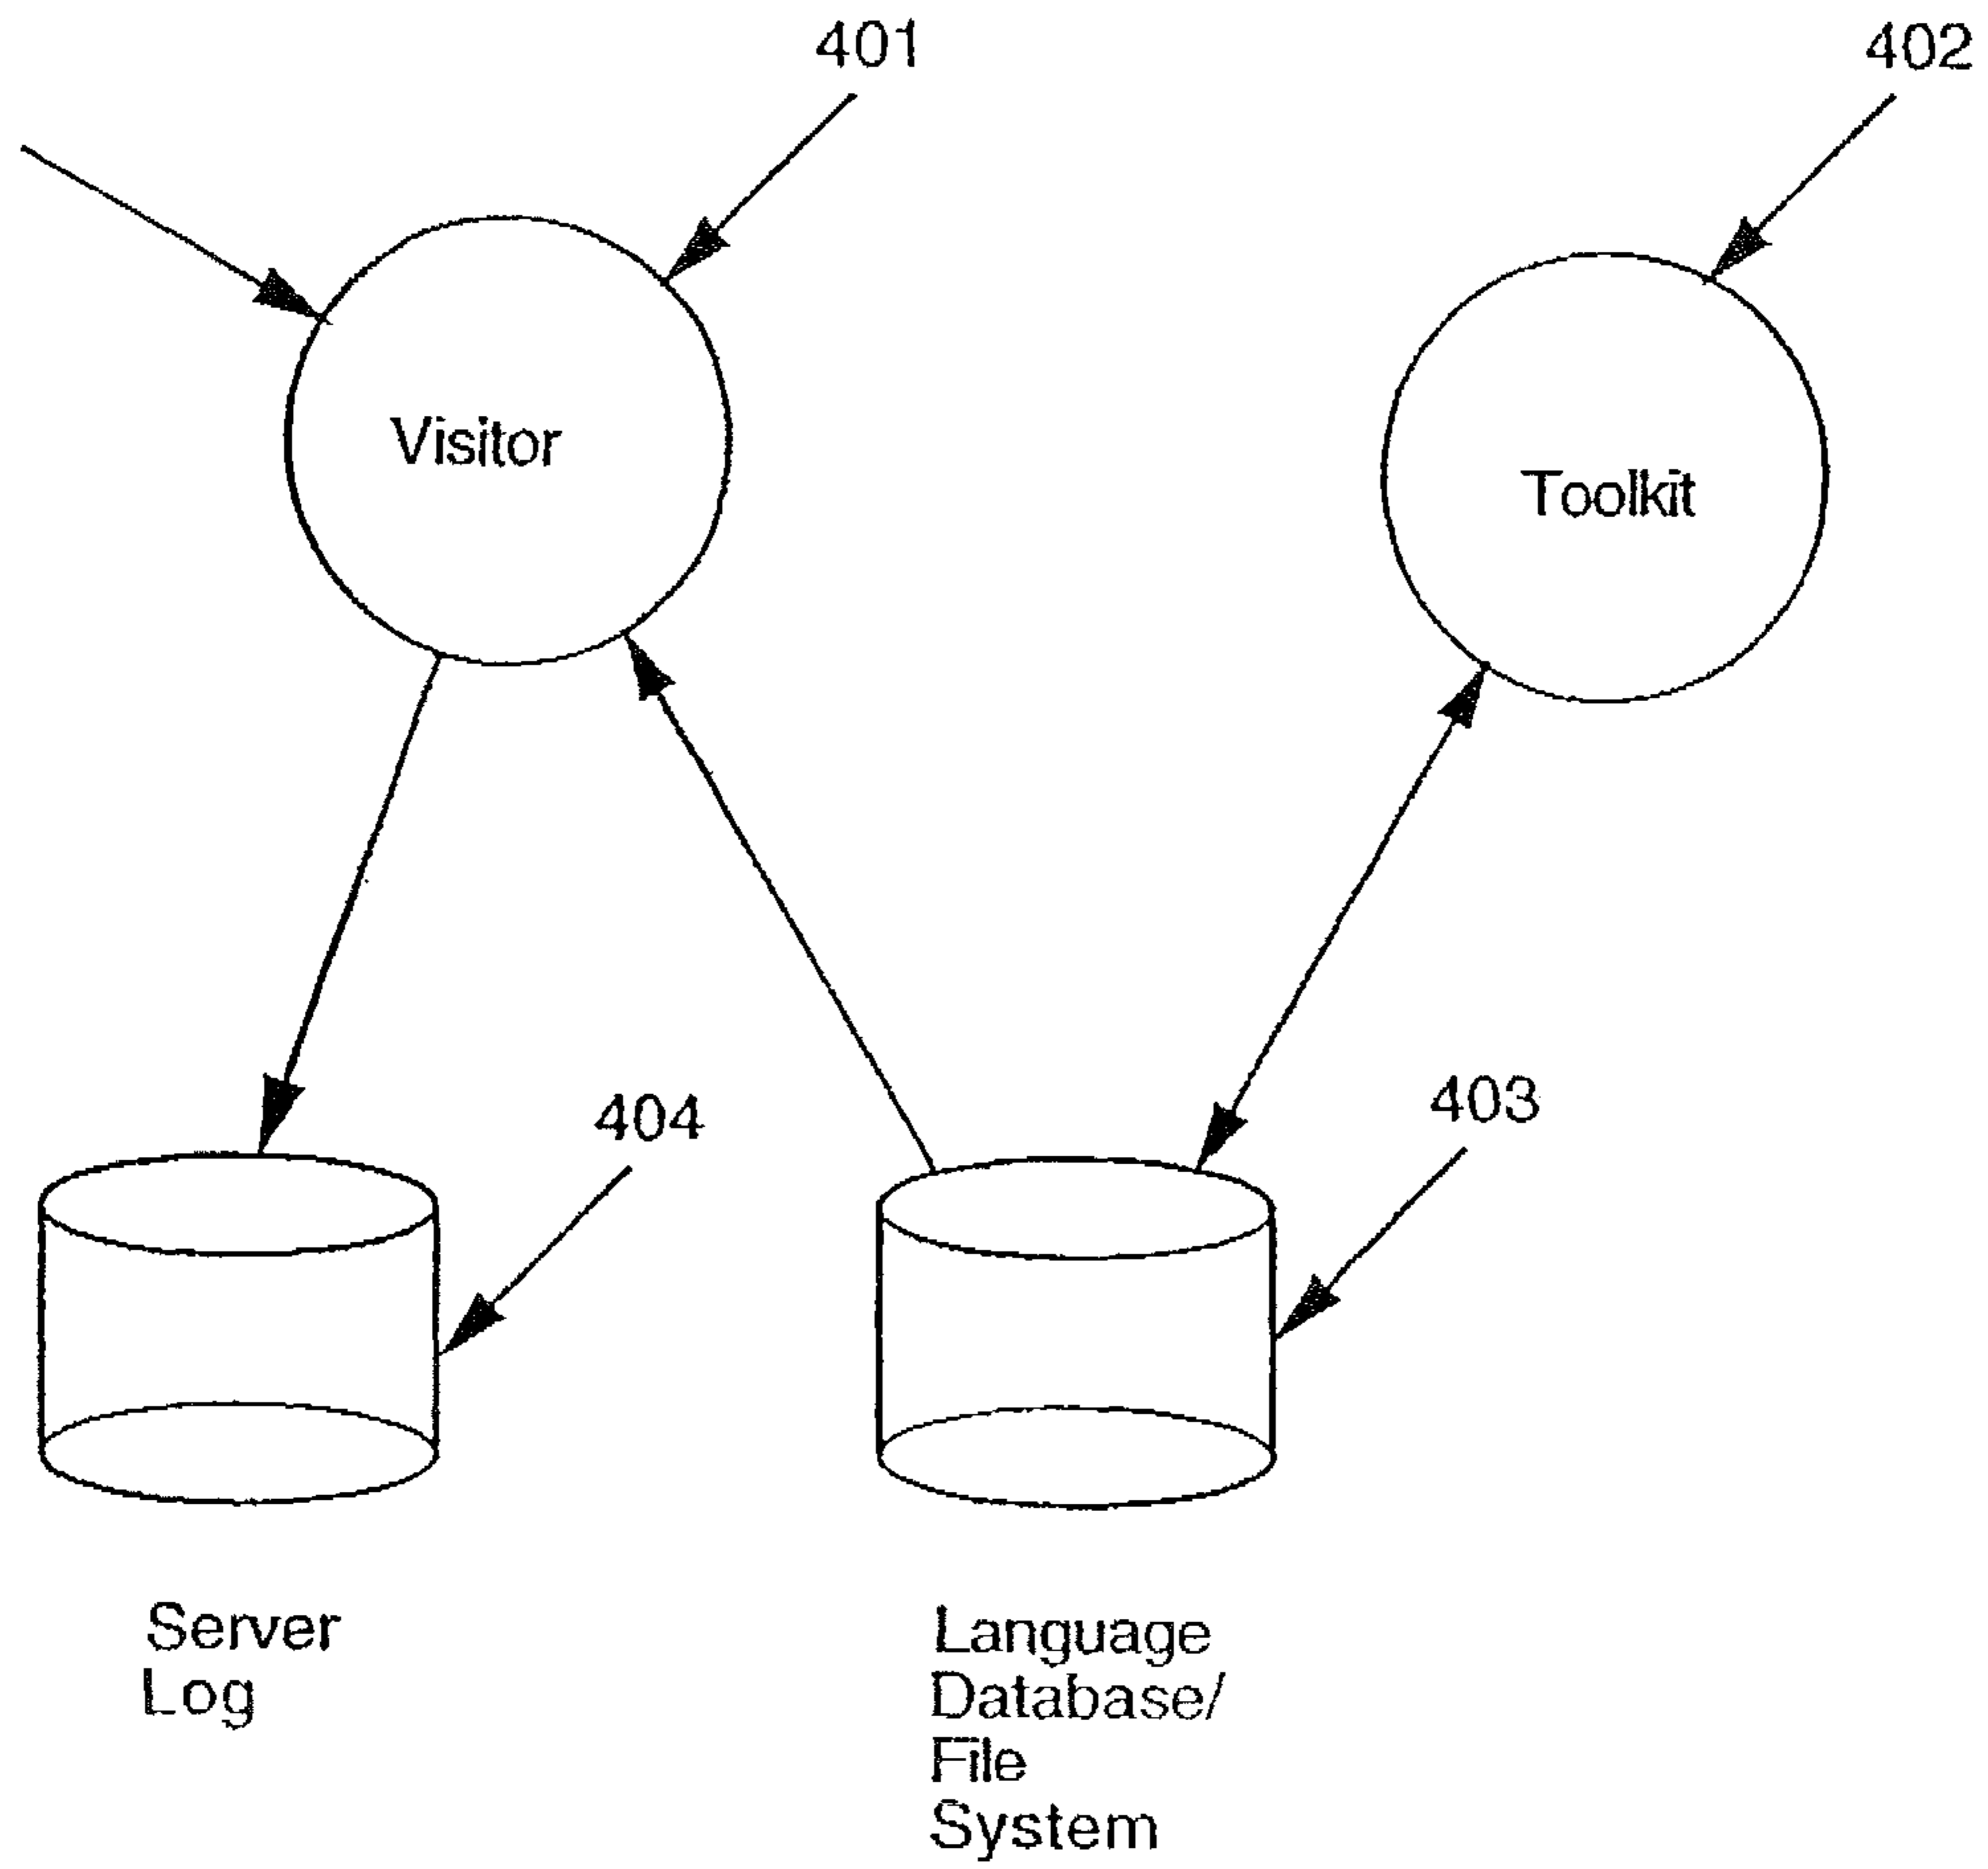 401
402
Visitor
Toolkit
404
403
Server
Log
Language
Database/
File
System